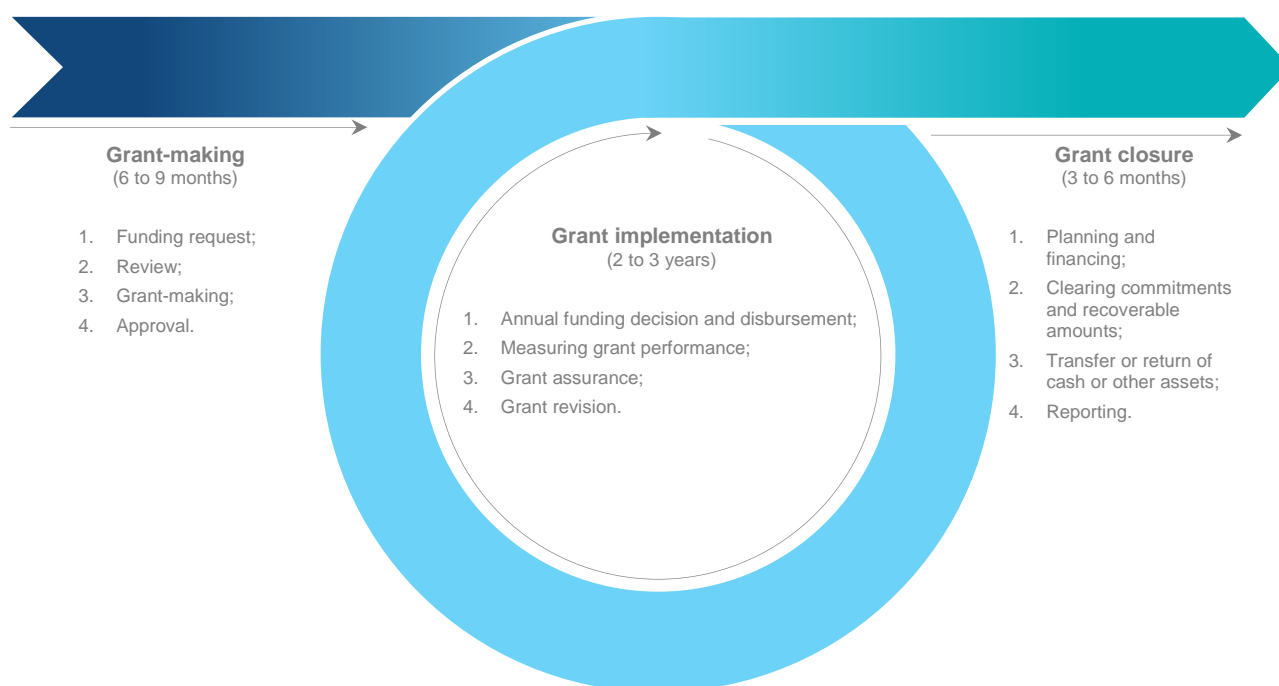 Grant-making
(6 to 9 months)
1. Funding request;
2. Review;
3. Grant-making;
4. Approval.
Grant implementation
(2 to 3 years)
1. Annual funding decision and disbursement;
2. Measuring grant performance;
3. Grant assurance;
4. Grant revision.
Grant closure
(3 to 6 months)
1. Planning and
financing;
2. Clearing commitments
and recoverable
amounts;
3. Transfer or return of
cash or other assets;
4. Reporting.